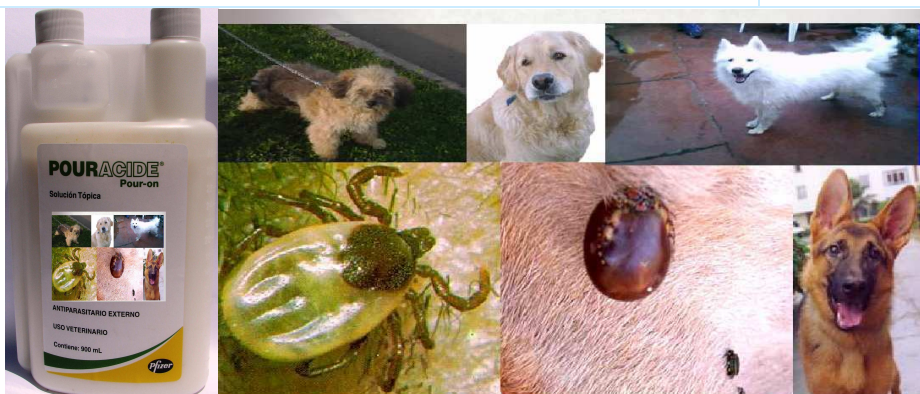 POURACIDE®
Pour-on
Solución Tópica
ANTIPARASITARIO EXTERNO
USO VETERINARIO
Contiene: 900 mL
Pfizer